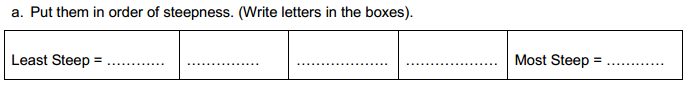 a. Put them in order of steepness. (Write letters in the boxes).
Least Steep = ............ ............... ................... ................... Most Steep = ............